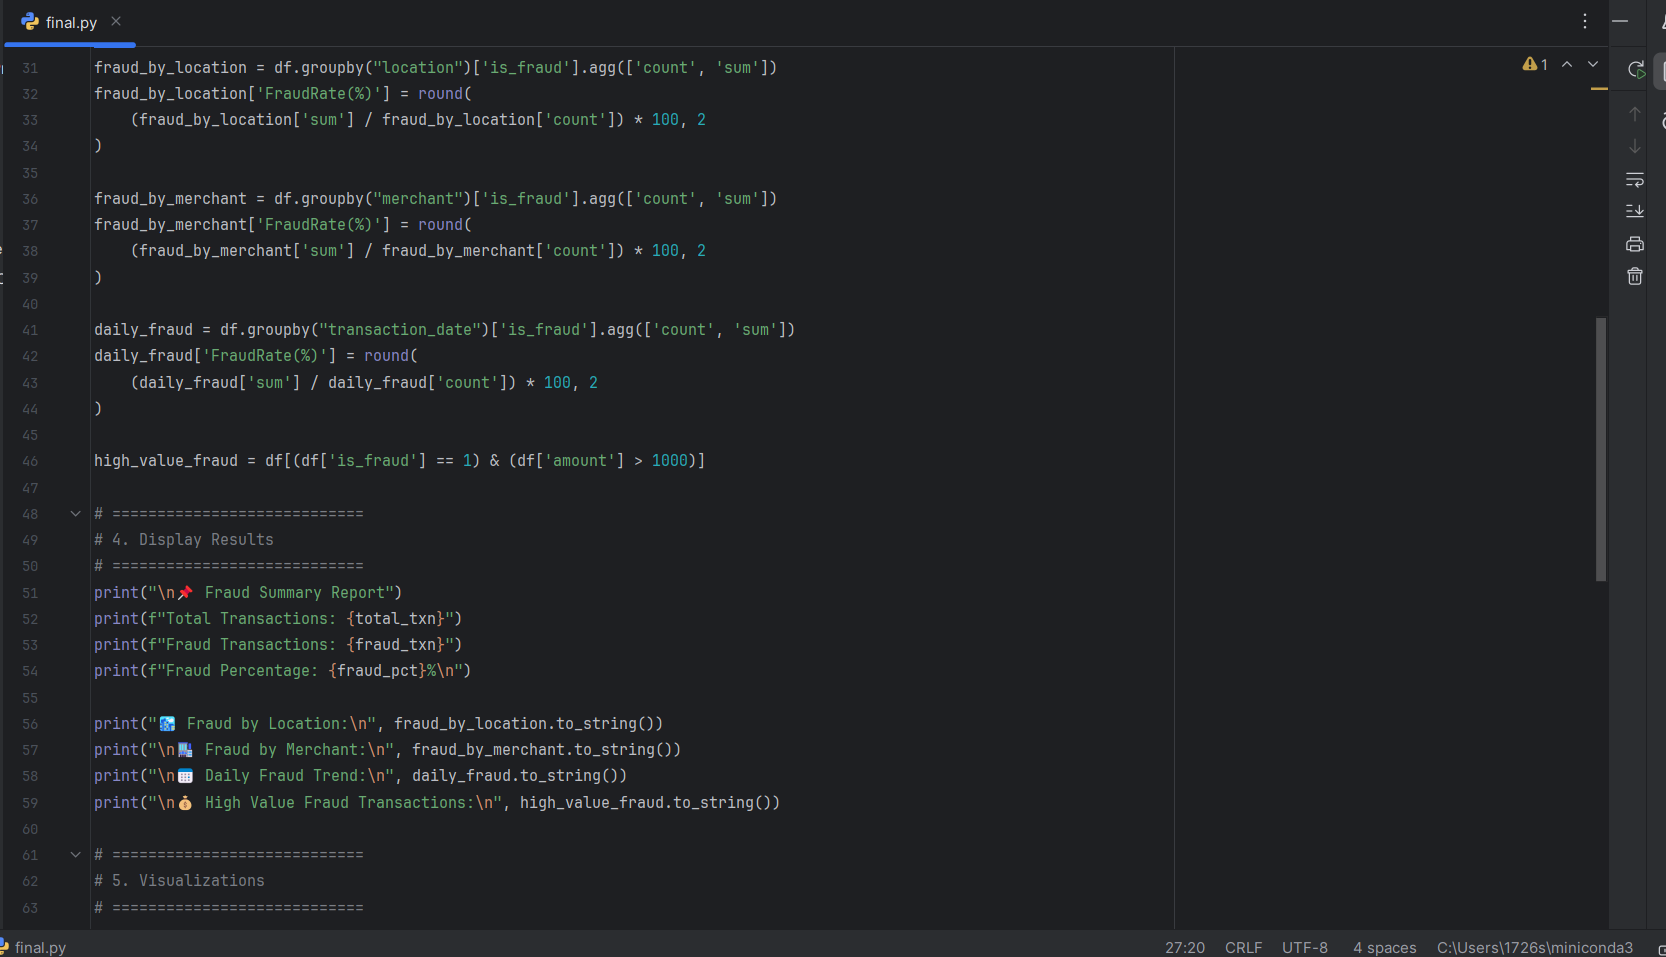 final.py
1
31 fraud_by_location = df.groupby("location")['is_fraud'].agg(['count', 'sum'])
32 fraud_by_location['FraudRate(%)'] = round(
33     (fraud_by_location['sum'] / fraud_by_location['count']) * 100, 2
34 )
35
36 fraud_by_merchant = df.groupby("merchant")['is_fraud'].agg(['count', 'sum'])
37 fraud_by_merchant['FraudRate(%)'] = round(
38     (fraud_by_merchant['sum'] / fraud_by_merchant['count']) * 100, 2
39 )
40
41 daily_fraud = df.groupby("transaction_date")['is_fraud'].agg(['count', 'sum'])
42 daily_fraud['FraudRate(%)'] = round(
43     (daily_fraud['sum'] / daily_fraud['count']) * 100, 2
44 )
45
46 high_value_fraud = df[(df['is_fraud'] == 1) & (df['amount'] > 1000)]
47
48 # ============================
49 # 4. Display Results
50 # ============================
51 print("\n📌 Fraud Summary Report")
52 print(f"Total Transactions: {total_txn}")
53 print(f"Fraud Transactions: {fraud_txn}")
54 print(f"Fraud Percentage: {fraud_pct}%\n")
55
56 print(" Fraud by Location:\n", fraud_by_location.to_string())
57 print("\n Fraud by Merchant:\n", fraud_by_merchant.to_string())
58 print("\n Daily Fraud Trend:\n", daily_fraud.to_string())
59 print("\n💰 High Value Fraud Transactions:\n", high_value_fraud.to_string())
60
61 # ============================
62 # 5. Visualizations
63 # ============================
final.py
27:20 CRLF UTF-8 4 spaces C:\Users\1726s\miniconda3